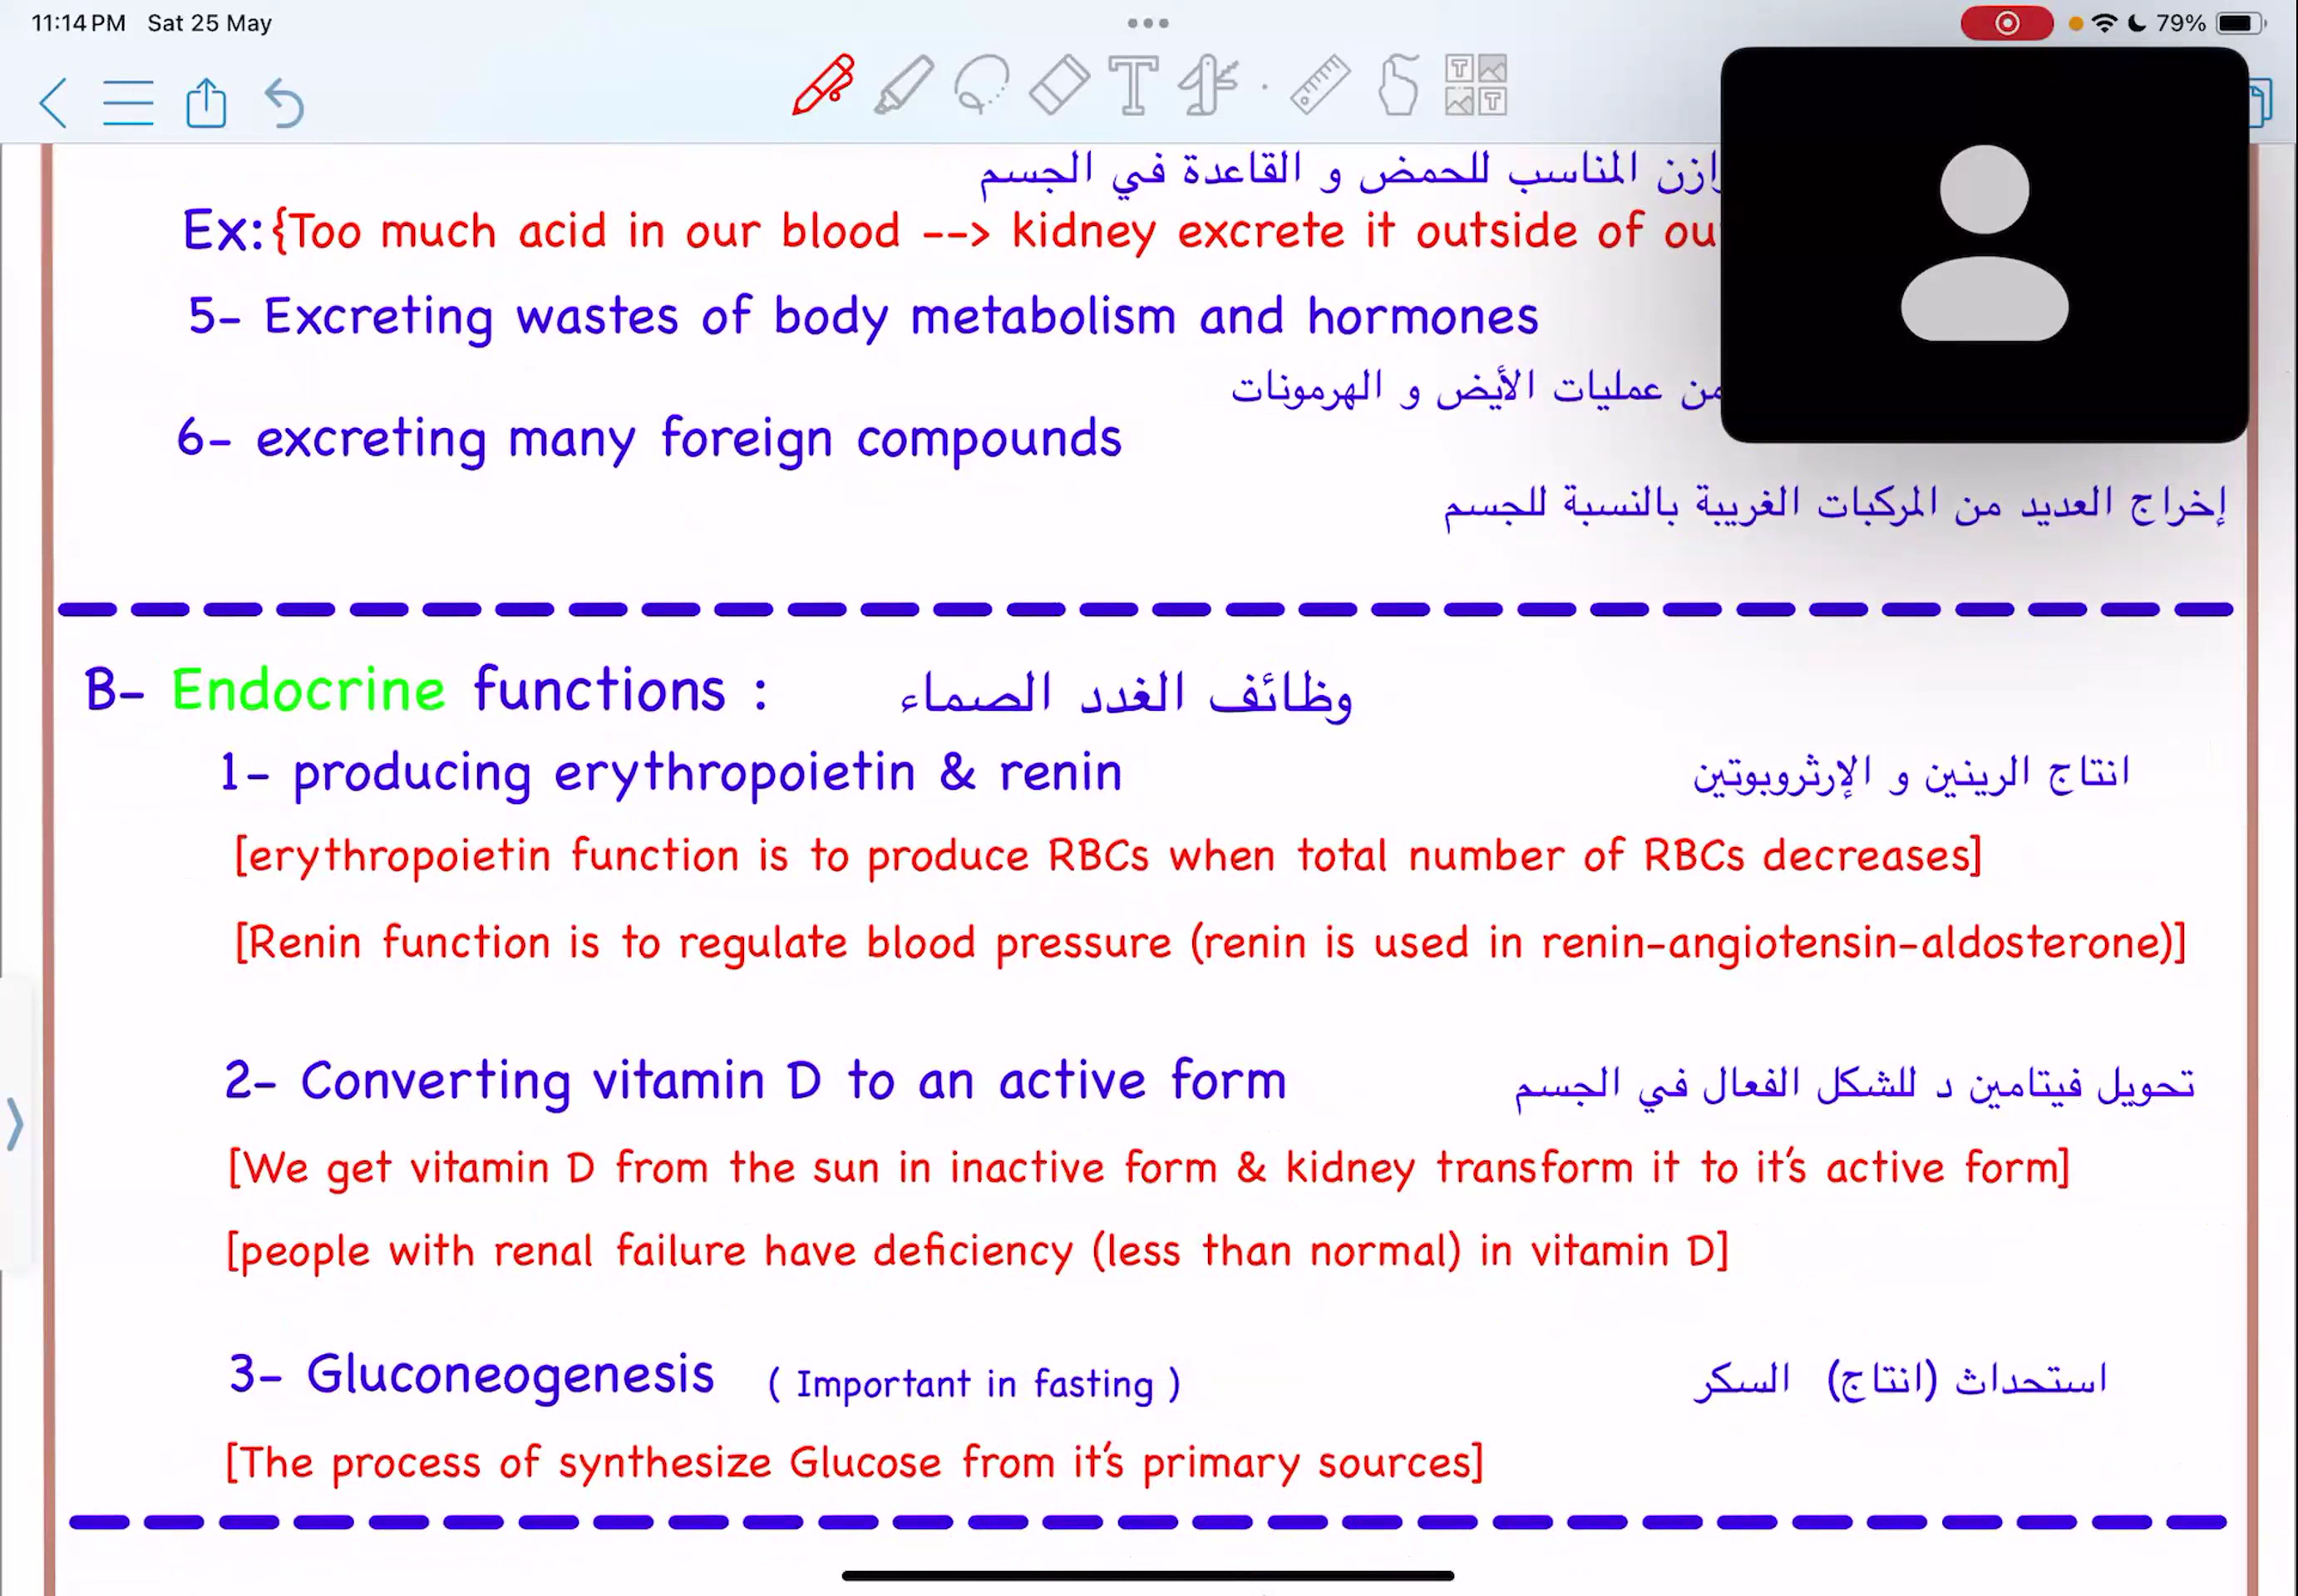 11:14 PM Sat 25 May
79%
المناسب للحمض و القاعدة في الجسم
Ex:{Too much acid in our blood --> kidney excrete it outside of
5- Excreting wastes of body metabolism and hormones
من عمليات الأيض و الهرمونات
6- excreting many foreign compounds
إخراج العديد من المركبات الغريبة بالنسبة للجسم
B- Endocrine functions : وظائف الغدد الصماء
1- producing erythropoietin & renin انتاج الرينين و الإرثروبوتين
[erythropoietin function is to produce RBCs when total number of RBCs decreases]
[Renin function is to regulate blood pressure (renin is used in renin-angiotensin-aldosterone)]
2- Converting vitamin D to an active form تحويل فيتامين د للشكل الفعال في الجسم
[We get vitamin D from the sun in inactive form & kidney transform it to it's active form]
[people with renal failure have deficiency (less than normal) in vitamin D]
3- Gluconeogenesis ( Important in fasting ) استحداث (انتاج) السكر
[The process of synthesize Glucose from it's primary sources]